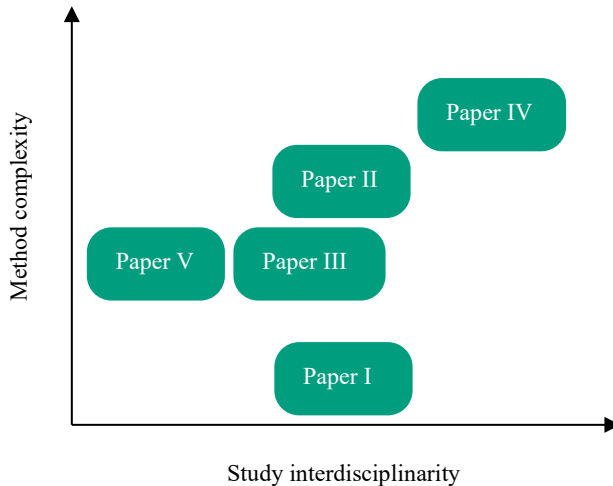 Method complexity
Paper IV
Paper II
Paper V
Paper III
Paper I
Study interdisciplinarity